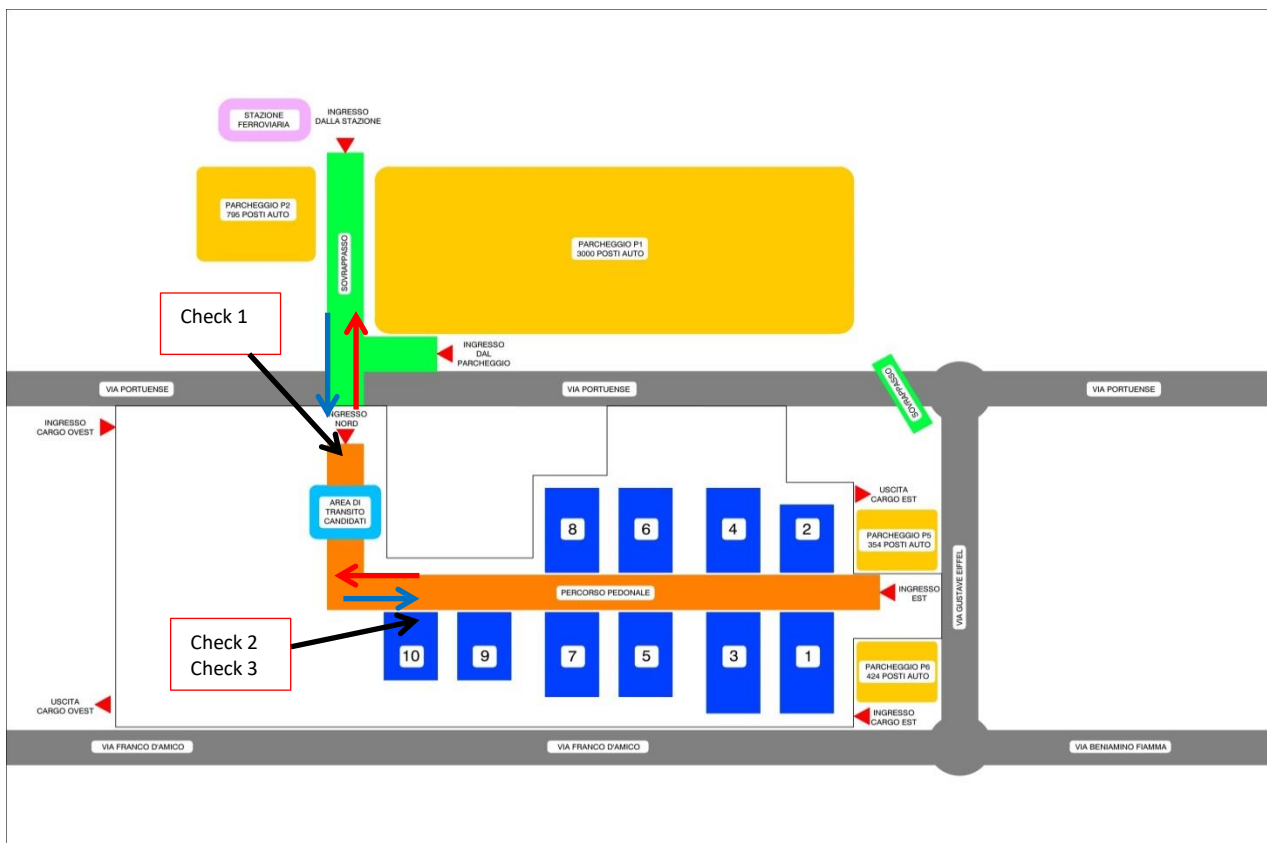 STAZIONE
FERROVIARIA
INGRESSO
DALLA STAZIONE
PARCHEGGIO P2
795 POSTI AUTO
SOVRAPPASSO
PARCHEGGIO P1
3000 POSTI AUTO
Check 1
INGRESSO
DAL
PARCHEGGIO
VIA PORTUENSE
VIA PORTUENSE
VIA PORTUENSE
SOVRAPPASSO
INGRESSO
CARGO OVEST
INGRESSO
NORD
AREA DI
TRANSITO
CANDIDATI
8
6
4
2
USCITA
CARGO EST
PARCHEGGIO P5
354 POSTI AUTO
VIA GUSTAVE EIFFEL
PERCORSO PEDONALE
INGRESSO
EST
Check 2
Check 3
10
9
7
5
3
1
PARCHEGGIO P6
424 POSTI AUTO
USCITA
CARGO OVEST
INGRESSO
CARGO EST
VIA FRANCO D'AMICO
VIA FRANCO D'AMICO
VIA BENIAMINO FIAMMA